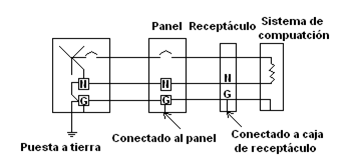 Panel Receptáculo Sistema de
compuatción
N N N
G G G
Puesta a tierra
Conectado al panel
Conectado a caja
de receptáculo